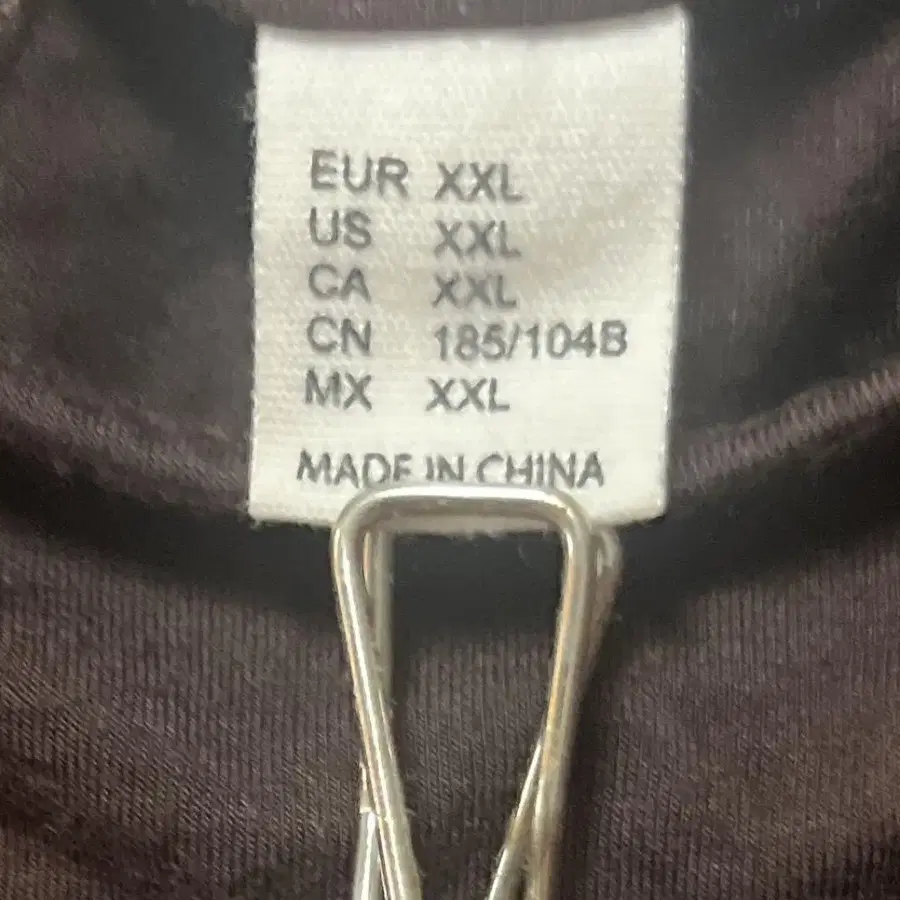 EUR XXL
US XXL
CA XXL
CN 185/104B
MX XXL
MADE IN CHINA